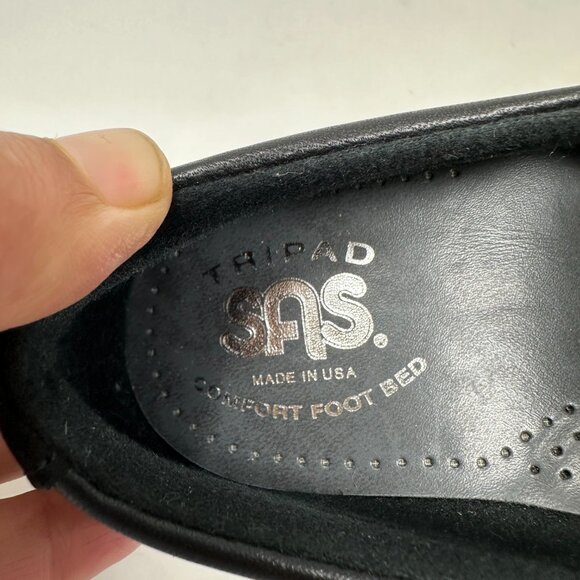 TRIPAD
SAS®
MADE IN USA
COMFORT FOOT BED